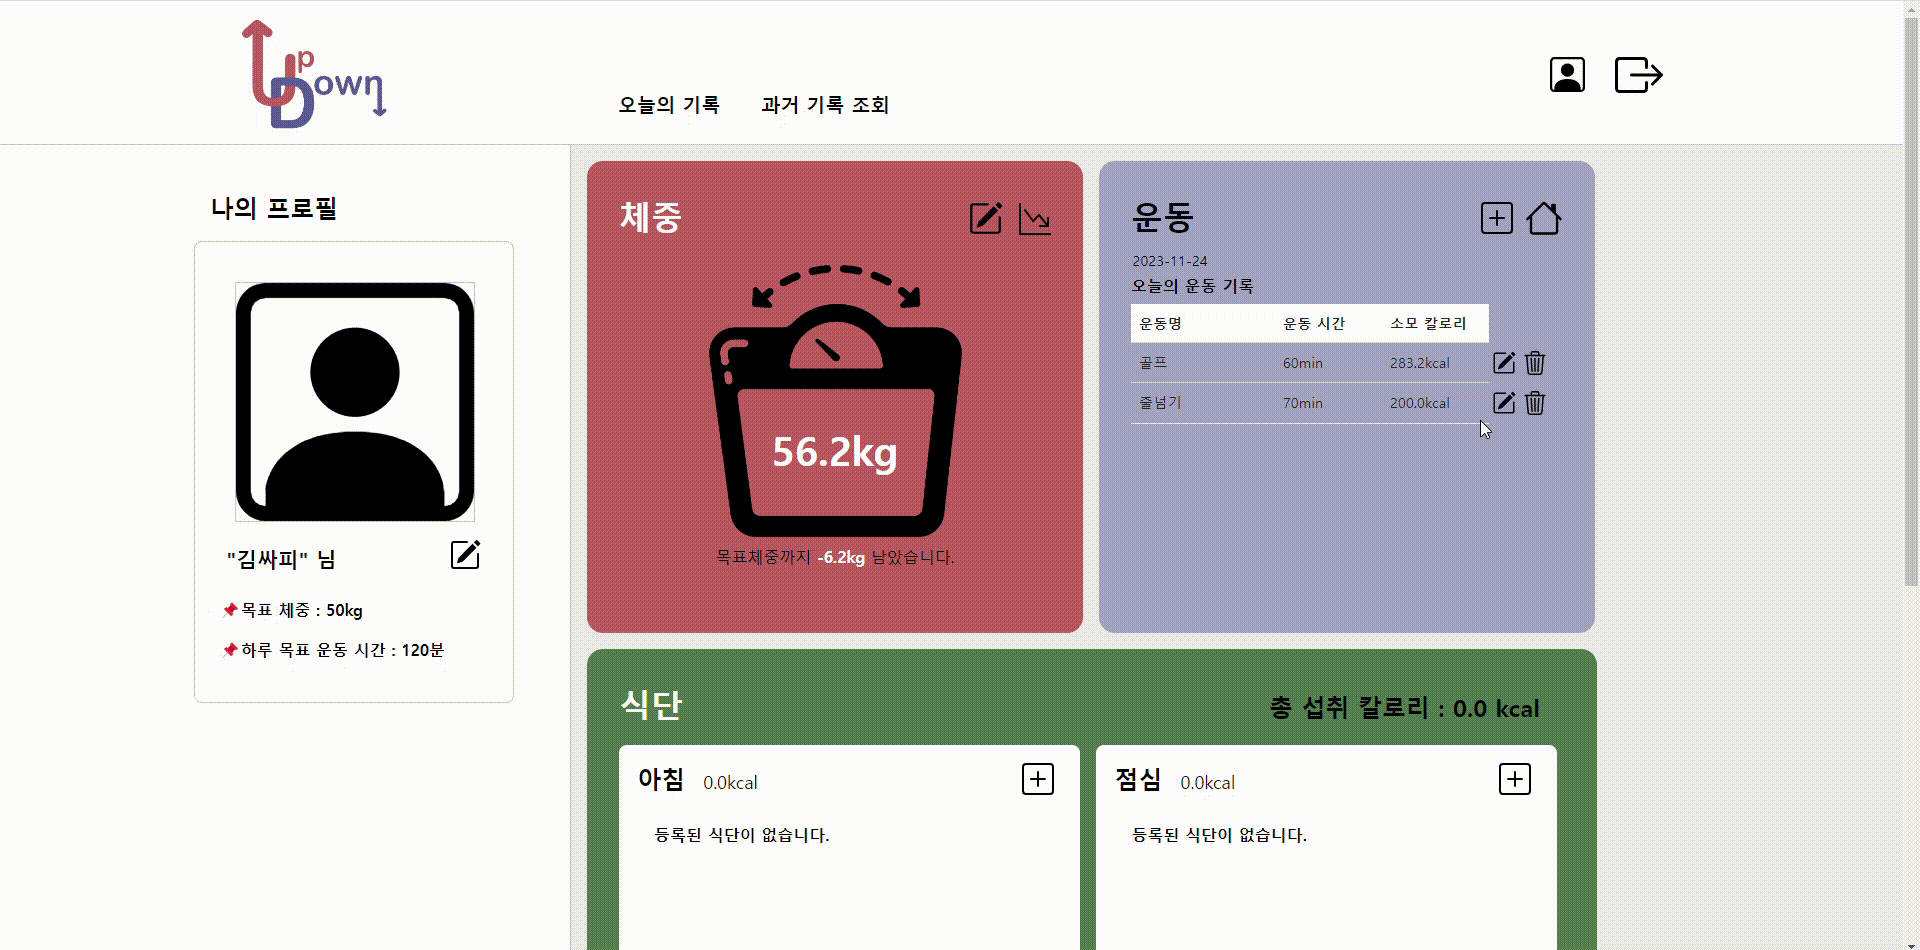 Up Down
오늘의 기록 과거 기록 조회
나의 프로필
"김싸피" 님
📌목표 체중 : 50kg
📌하루 목표 운동 시간 : 120분
체중
56.2kg
목표체중까지 -6.2kg 남았습니다.
운동
2023-11-24
오늘의 운동 기록
운동명 운동 시간 소모 칼로리
골프 60min 283.2kcal
줄넘기 70min 200.0kcal
식단
총 섭취 칼로리 : 0.0 kcal
아침 0.0kcal
등록된 식단이 없습니다.
점심 0.0kcal
등록된 식단이 없습니다.